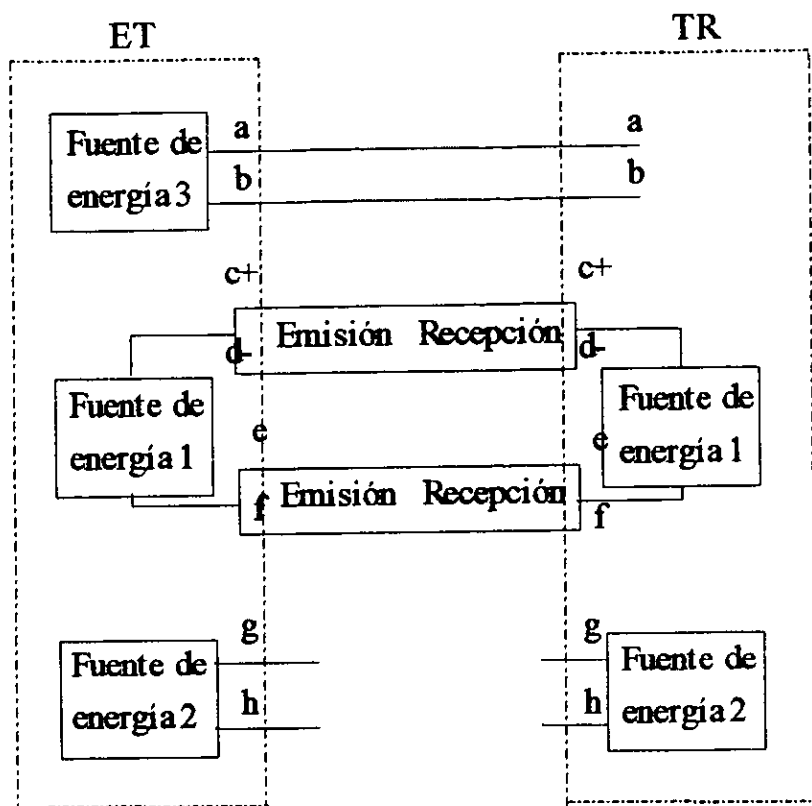 ET
TR
Fuente de
energía 3
a
b
a
b
c+
c+
d-
Emisión Recepción
d-
Fuente de
energía 1
Fuente de
energía 1
e
e
f
Emisión Recepción
f
g
h
g
h
Fuente de
energía 2
Fuente de
energía 2